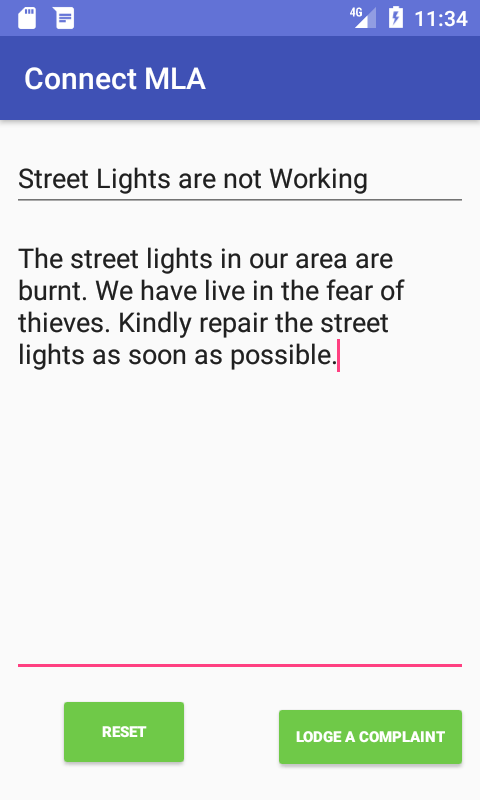 4G 11:34
Connect MLA
Street Lights are not Working
The street lights in our area are
burnt. We have live in the fear of
thieves. Kindly repair the street
lights as soon as possible.
RESET
LODGE A COMPLAINT